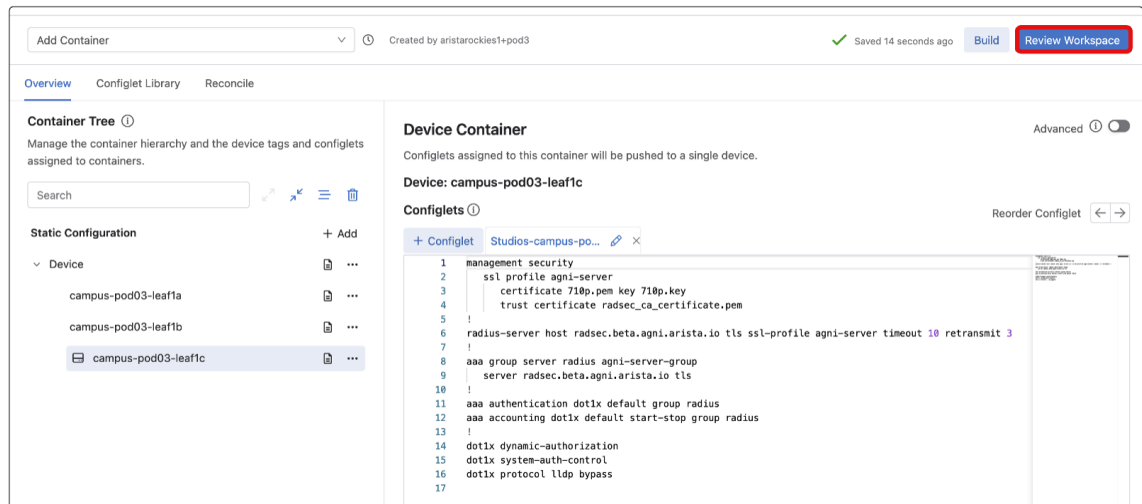 Add Container
Created by aristarockies1+pod3
Saved 14 seconds ago
Build
Review Workspace
Overview
Configlet Library
Reconcile
Container Tree
Manage the container hierarchy and the device tags and configlets
assigned to containers.
Search
Static Configuration
+ Add
Device
campus-pod03-leaf1a
campus-pod03-leaf1b
campus-pod03-leaf1c
Device Container
Advanced
Configlets assigned to this container will be pushed to a single device.
Device: campus-pod03-leaf1c
Configlets
Reorder Configlet
+ Configlet
Studios-campus-po...
1 management security
2 ssl profile agni-server
3 certificate 710p.pem key 710p.key
4 trust certificate radsec_ca_certificate.pem
5 !
6 radius-server host radsec.beta.agni.arista.io tls ssl-profile agni-server timeout 10 retransmit 3
7 !
8 aaa group server radius agni-server-group
9 server radsec.beta.agni.arista.io tls
10 !
11 aaa authentication dot1x default group radius
12 aaa accounting dot1x default start-stop group radius
13 !
14 dot1x dynamic-authorization
15 dot1x system-auth-control
16 dot1x protocol lldp bypass
17